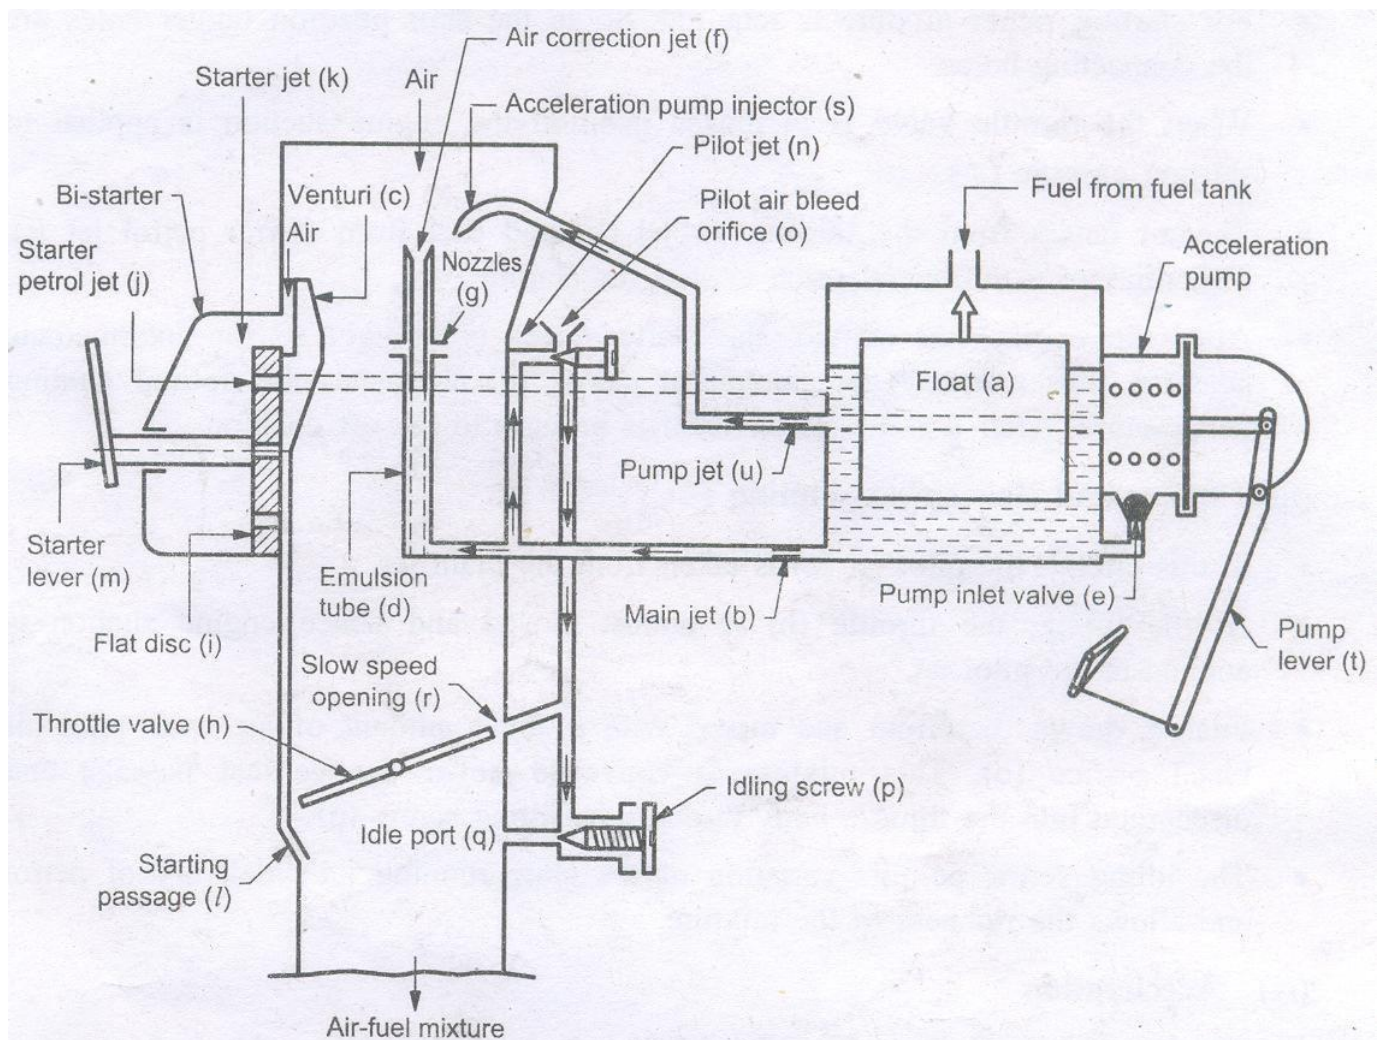 Air correction jet (f)
Starter jet (k)
Air
Acceleration pump injector (s)
Pilot jet (n)
Bi-starter
Venturi (c)
Pilot air bleed
orifice (o)
Fuel from fuel tank
Air
Starter
petrol jet (j)
Nozzles
(g)
Acceleration
pump
Float (a)
Pump jet (u)
Starter
lever (m)
Emulsion
tube (d)
Main jet (b)
Pump inlet valve (e)
Flat disc (i)
Slow speed
opening (r)
Pump
lever (t)
Throttle valve (h)
Idling screw (p)
Idle port (q)
Starting
passage (l)
Air-fuel mixture